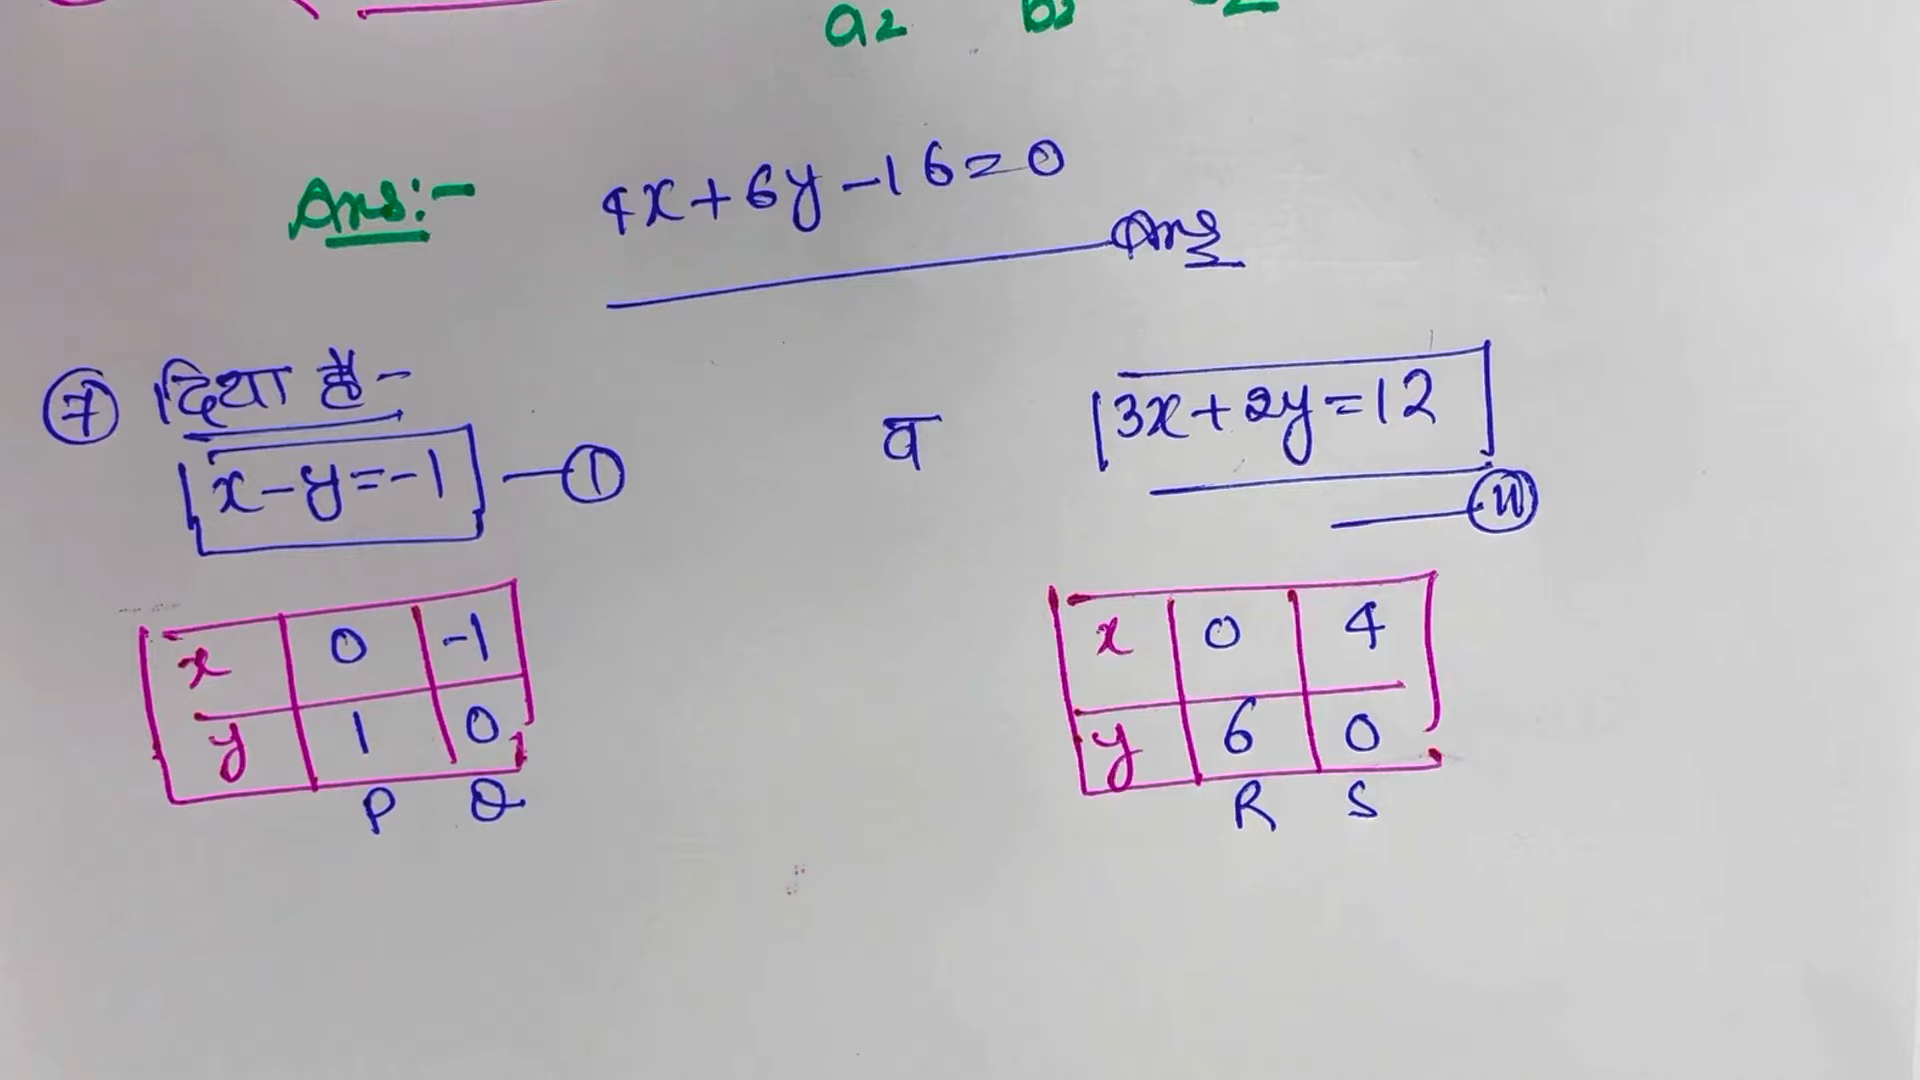 a2 b2
Ans:- 4x+6y-16=0
Ans
7 दिया है-
x-y=-1 — I व 3x+2y=12
— II
x 0 -1
y 1 0
P Q
x 0 4
y 6 0
R S